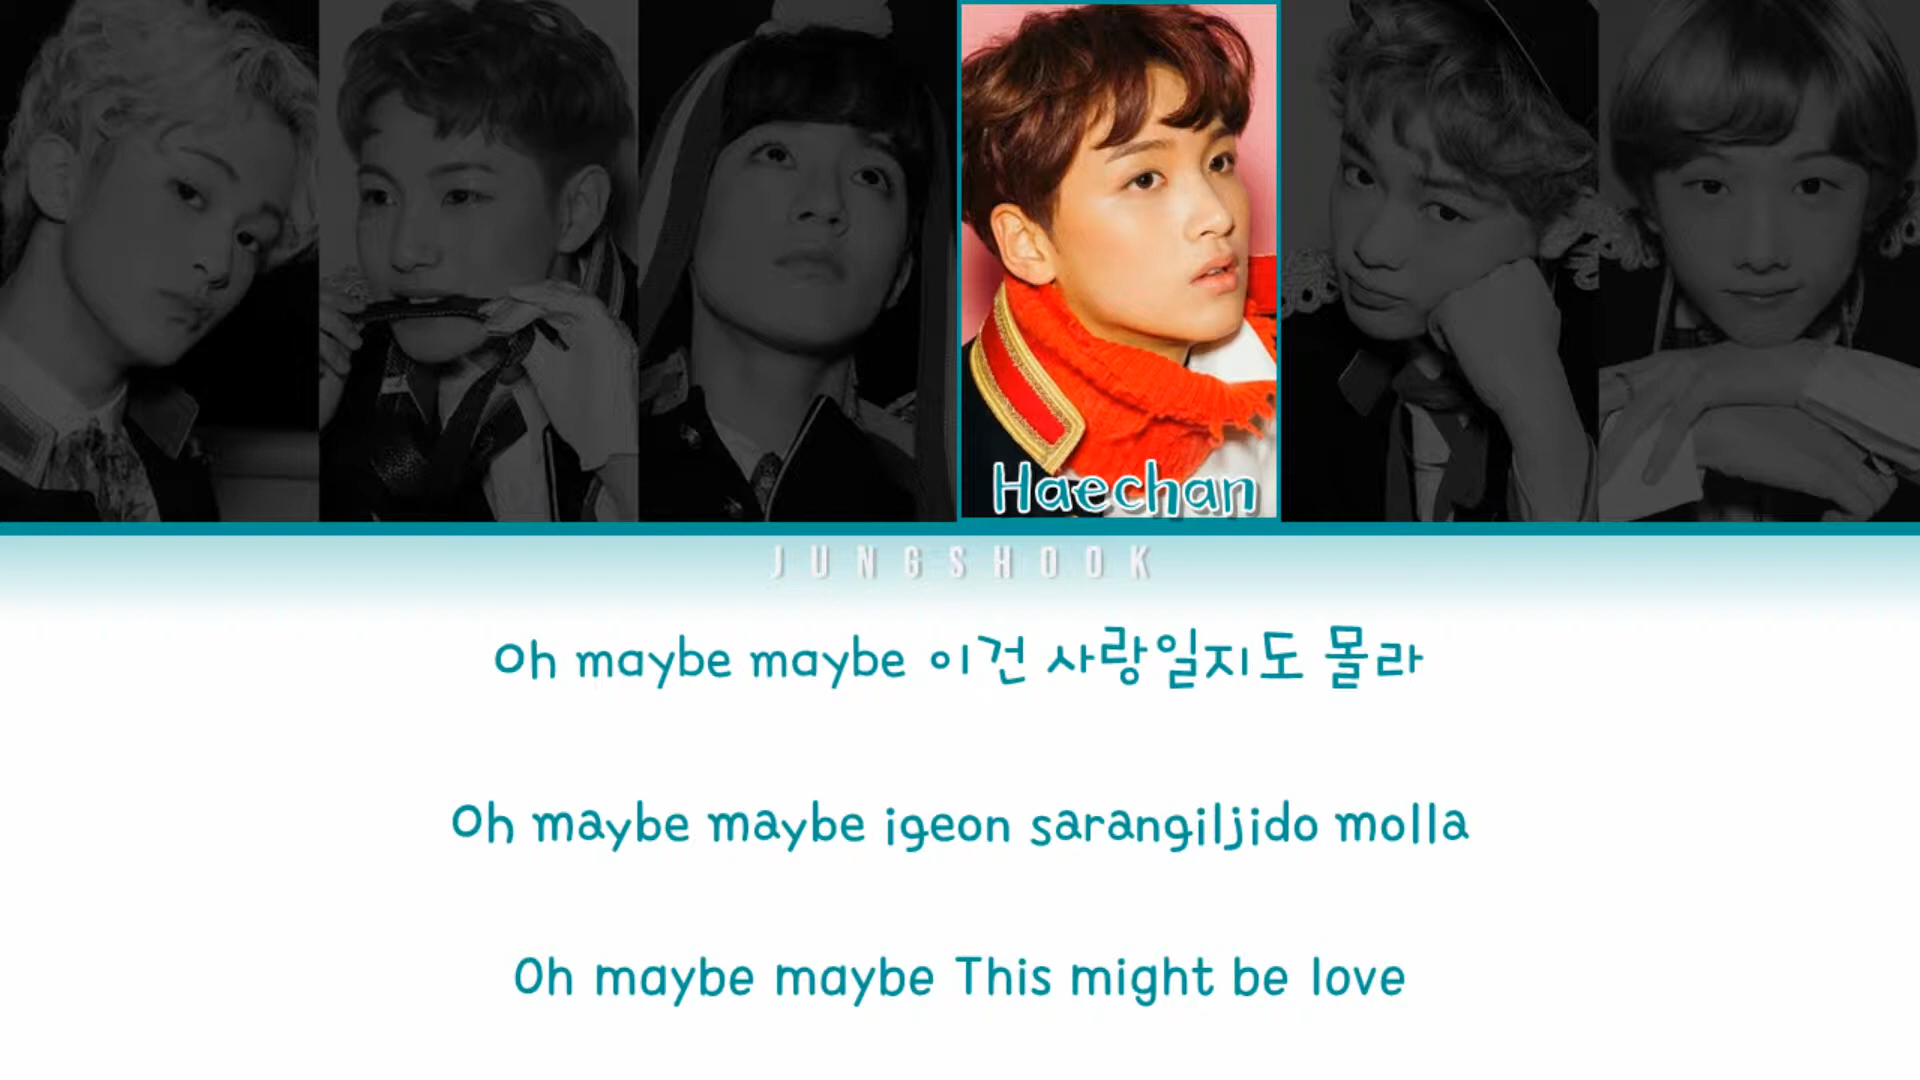 Haechan
JUNGSHOOK
Oh maybe maybe 이건 사랑일지도 몰라
Oh maybe maybe igeon sarangiljido molla
Oh maybe maybe This might be love